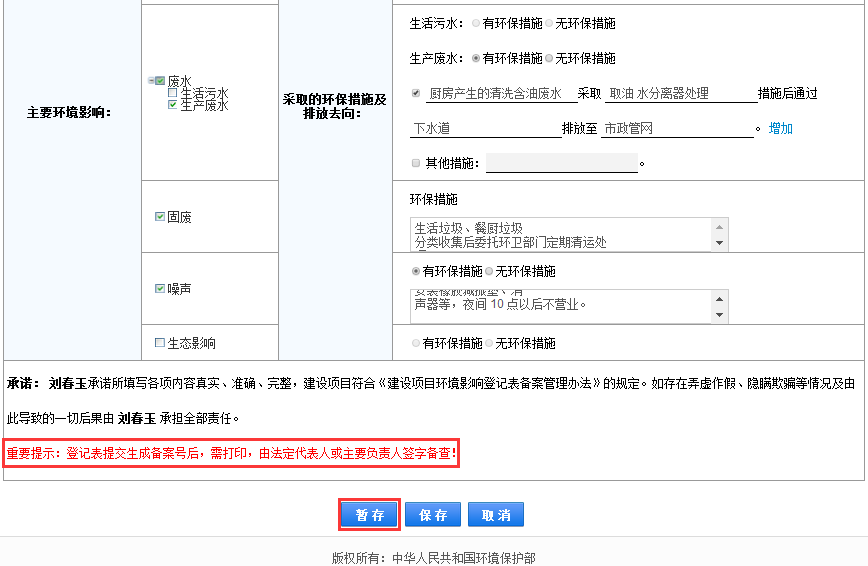 主要环境影响：
废水
生活污水
生产废水
采取的环保措施及
排放去向：
生活污水： 有环保措施 无环保措施
生产废水： 有环保措施 无环保措施
厨房产生的清洗含油废水 采取 取油 水分离器处理 措施后通过
下水道 排放至 市政管网 。 增加
其他措施： 。
固废
环保措施
生活垃圾、餐厨垃圾
分类收集后委托环卫部门定期清运处
噪声
有环保措施 无环保措施
安装橡胶减振垫、消
声器等，夜间 10 点以后不营业。
生态影响
有环保措施 无环保措施
承诺： 刘春玉承诺所填写各项内容真实、准确、完整，建设项目符合《建设项目环境影响登记表备案管理办法》的规定。如存在弄虚作假、隐瞒欺骗等情况及由
此导致的一切后果由 刘春玉 承担全部责任。
重要提示：登记表提交生成备案号后，需打印，由法定代表人或主要负责人签字备查！
暂 存 保 存 取 消
版权所有：中华人民共和国环境保护部